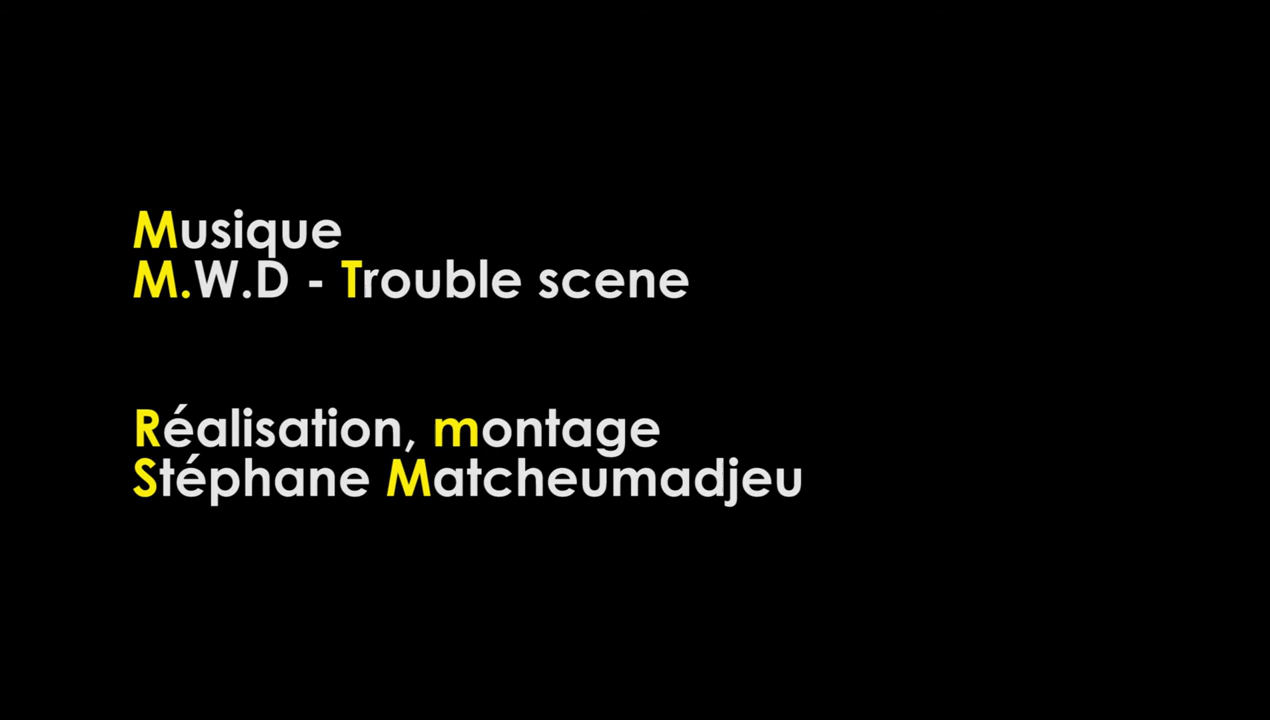 Musique
M.W.D - Trouble scene
Réalisation, montage
Stéphane Matcheumadjeu